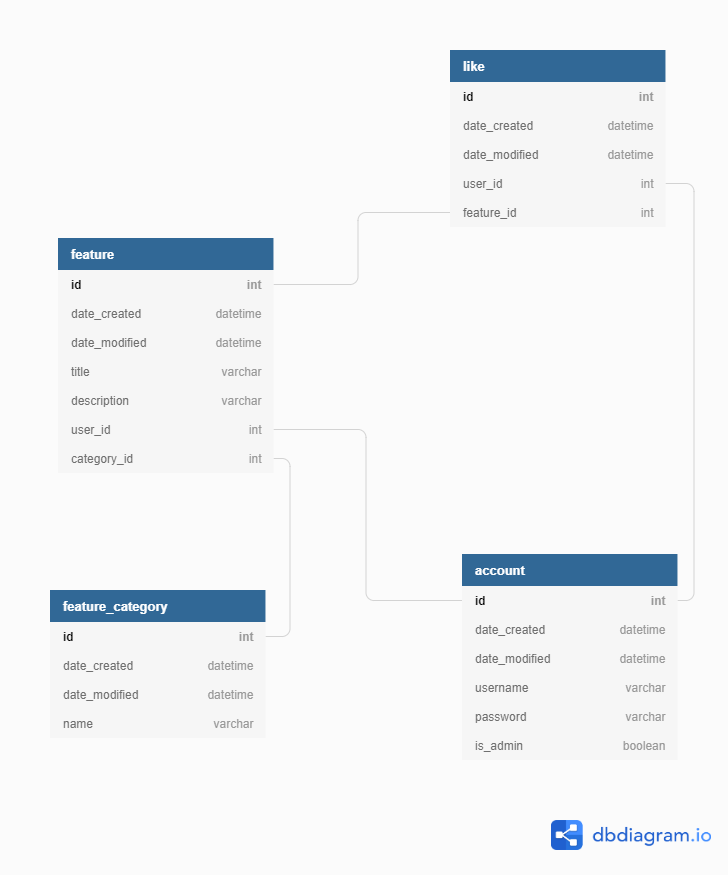 like
id int
date_created datetime
date_modified datetime
user_id int
feature_id int
feature
id int
date_created datetime
date_modified datetime
title varchar
description varchar
user_id int
category_id int
feature_category
id int
date_created datetime
date_modified datetime
name varchar
account
id int
date_created datetime
date_modified datetime
username varchar
password varchar
is_admin boolean
dbdiagram.io